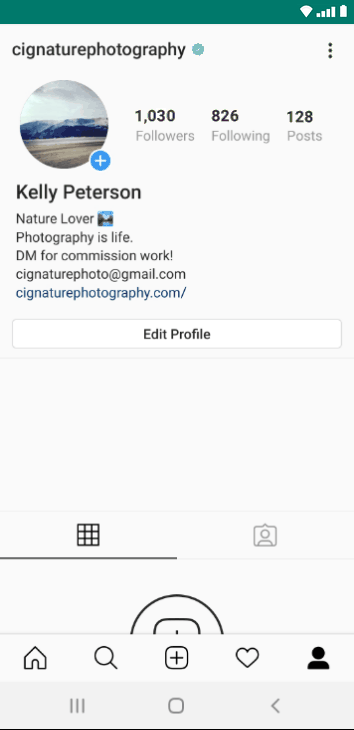 cignaturephotography
1,030 826 128
Followers Following Posts
Kelly Peterson
Nature Lover 🏞️
Photography is life.
DM for commission work!
cignaturephoto@gmail.com
cignaturephotography.com/
Edit Profile